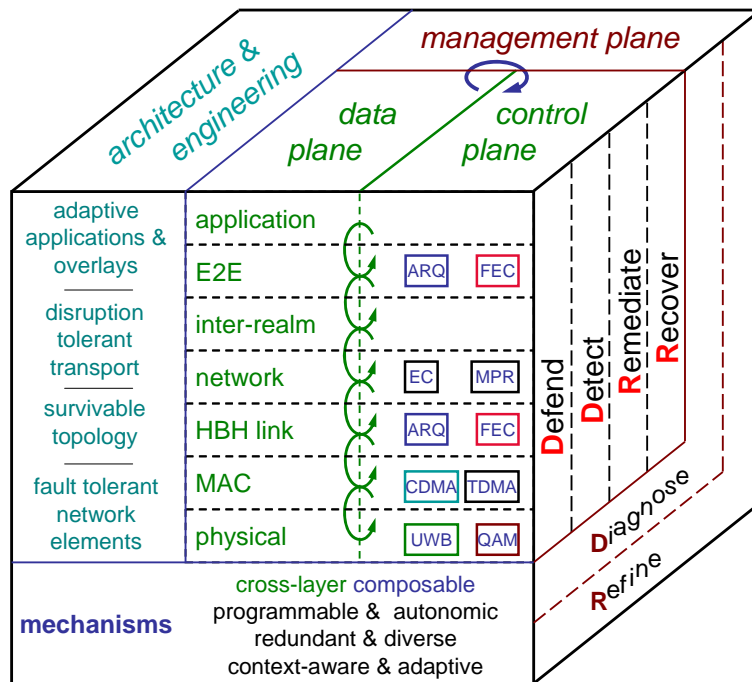 management plane
architecture &
engineering
data
plane
control
plane
adaptive
applications &
overlays
disruption
tolerant
transport
survivable
topology
fault tolerant
network
elements
application
E2E
ARQ FEC
inter-realm
network
EC MPR
HBH link
ARQ FEC
MAC
CDMA TDMA
physical
UWB QAM
Defend
Detect
Remediate
Recover
Diagnose
Refine
mechanisms
cross-layer composable
programmable & autonomic
redundant & diverse
context-aware & adaptive